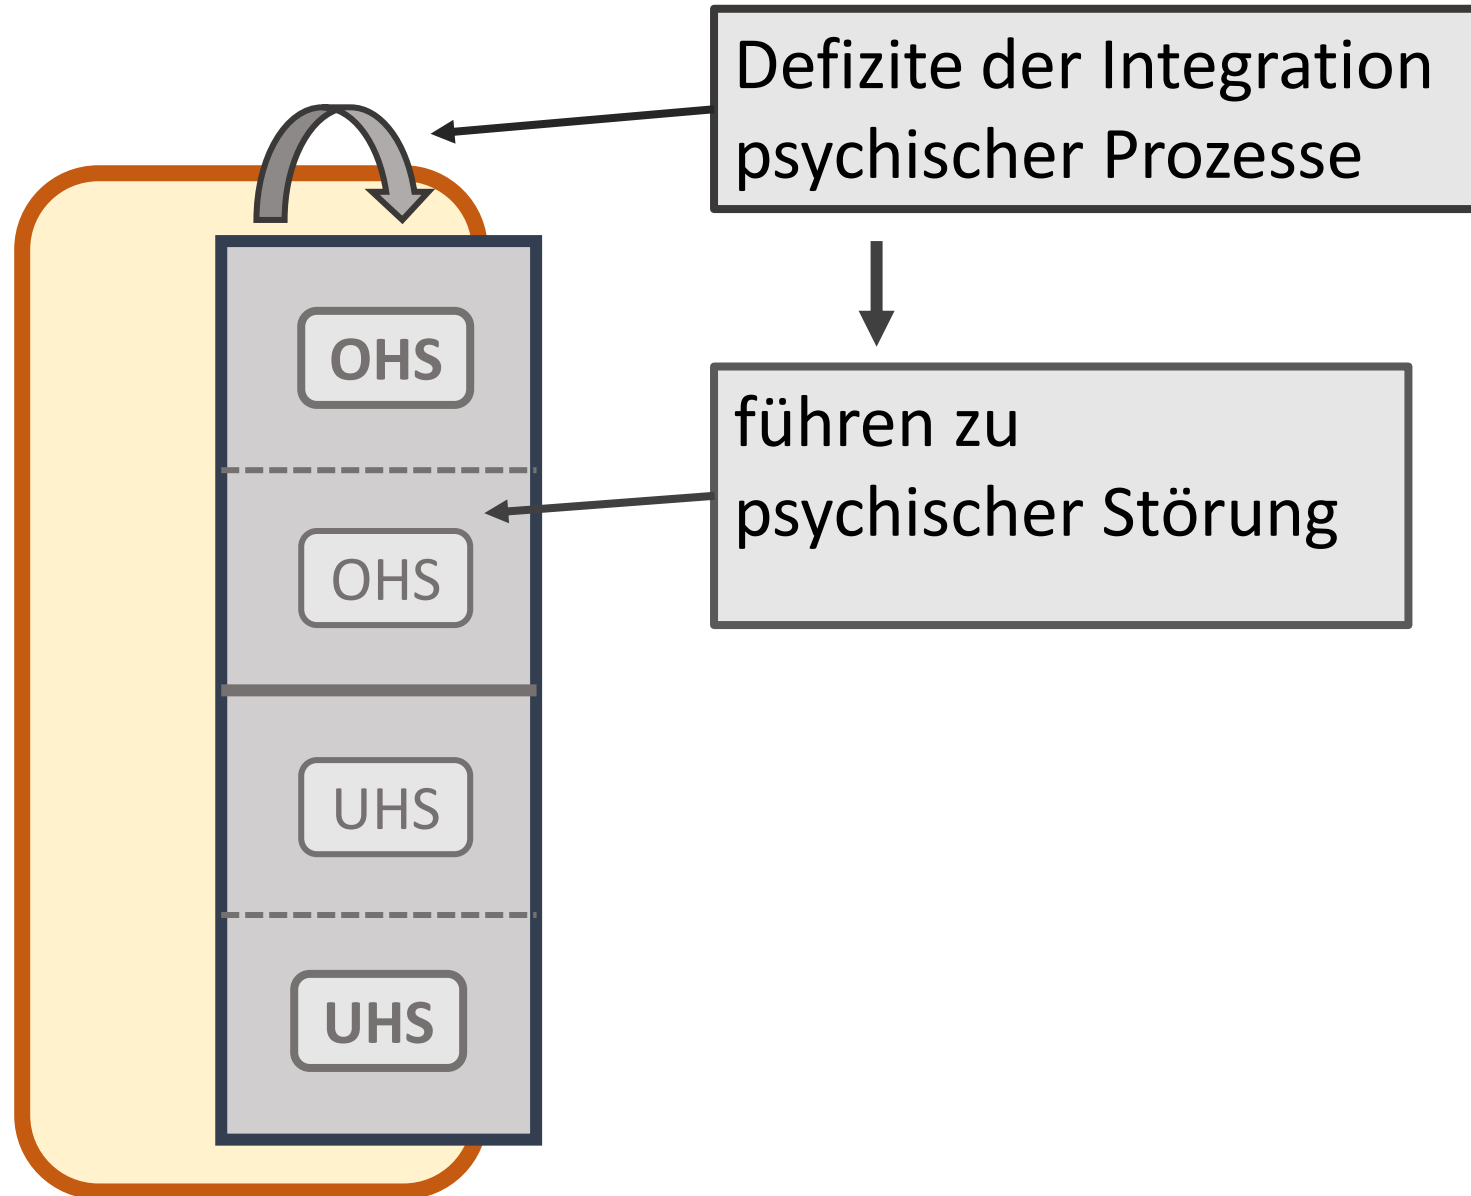 Defizite der Integration
psychischer Prozesse
OHS
führen zu
psychischer Störung
OHS
UHS
UHS